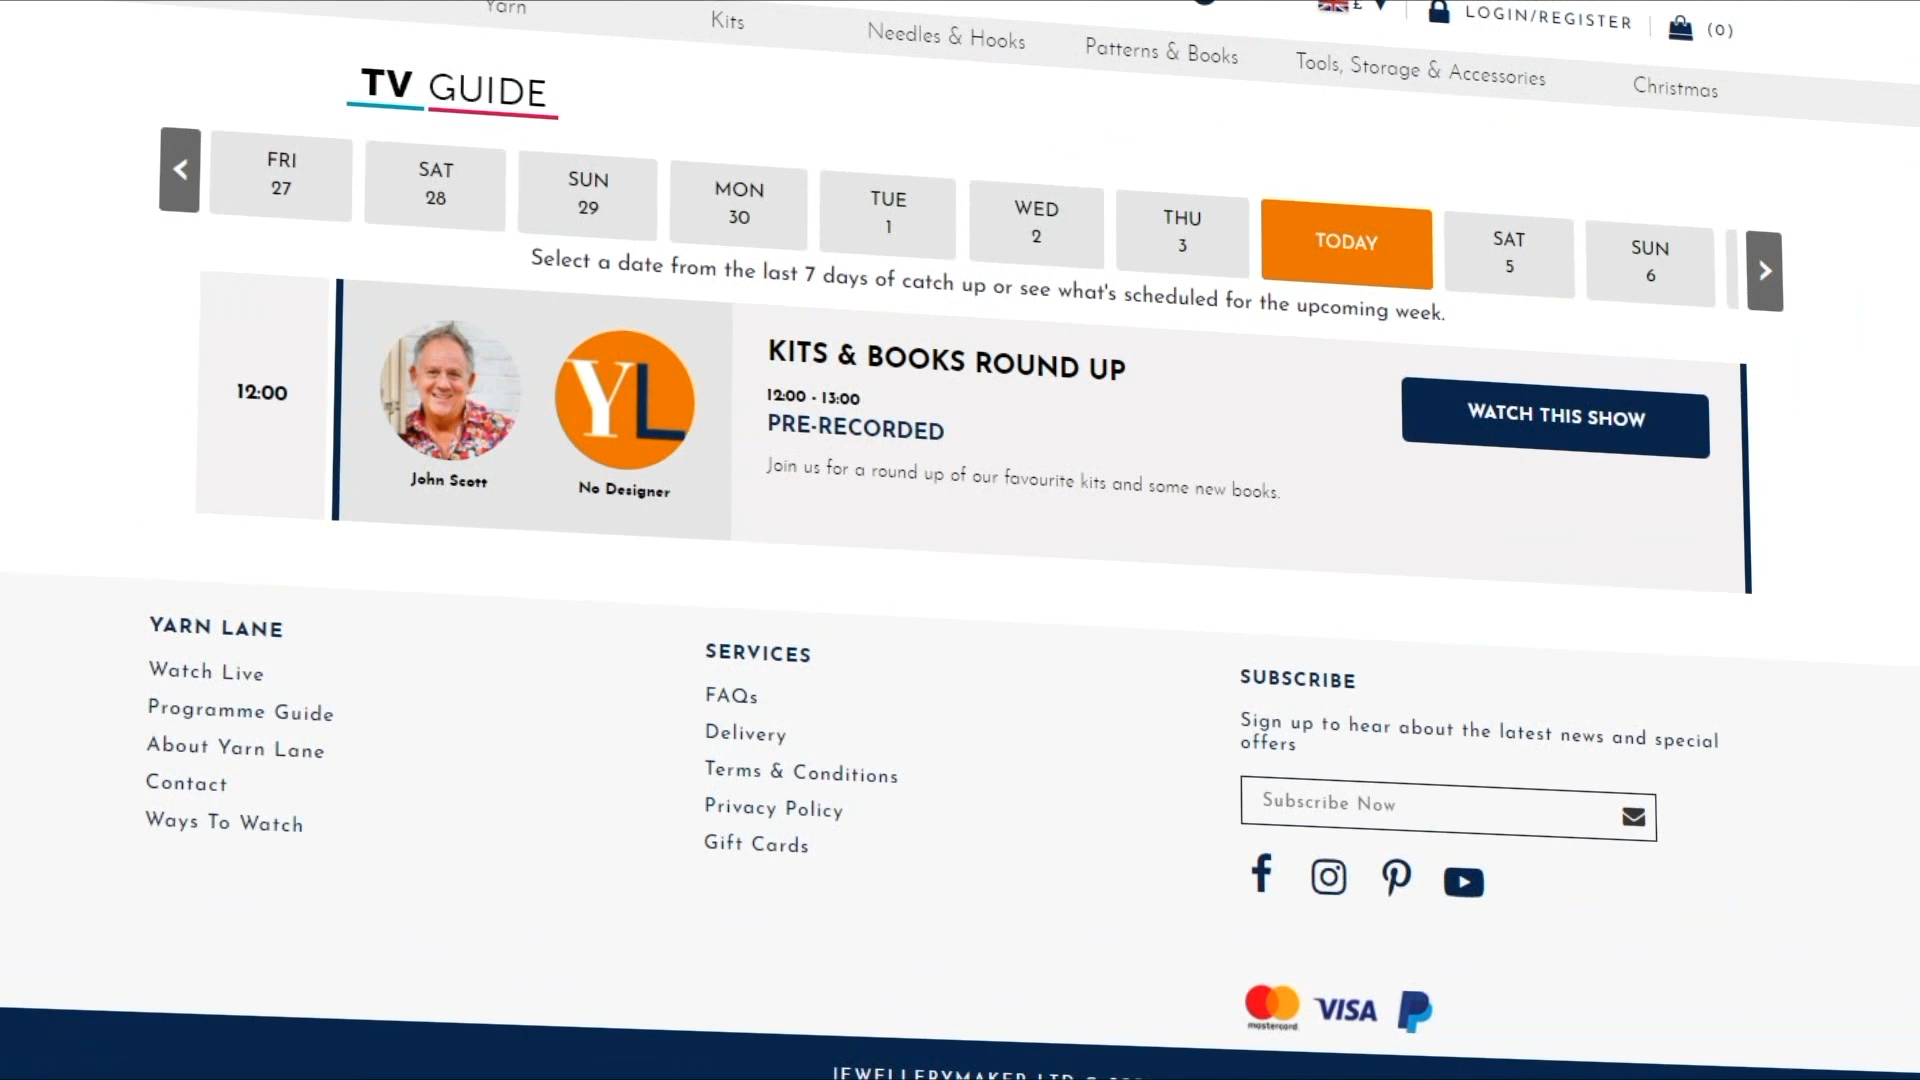 £
LOGIN/REGISTER
(0)
Yarn
Kits
Needles & Hooks
Patterns & Books
Tools, Storage & Accessories
Christmas
TV GUIDE
FRI
27
SAT
28
SUN
29
MON
30
TUE
1
WED
2
THU
3
TODAY
SAT
5
SUN
6
Select a date from the last 7 days of catch up or see what's scheduled for the upcoming week.
12:00
John Scott
YL
No Designer
KITS & BOOKS ROUND UP
12:00 - 13:00
PRE-RECORDED
Join us for a round up of our favourite kits and some new books.
WATCH THIS SHOW
YARN LANE
Watch Live
Programme Guide
About Yarn Lane
Contact
Ways To Watch
SERVICES
FAQs
Delivery
Terms & Conditions
Privacy Policy
Gift Cards
SUBSCRIBE
Sign up to hear about the latest news and special
offers
Subscribe Now
mastercard
VISA
JEWELLERYMAKER LTD ©